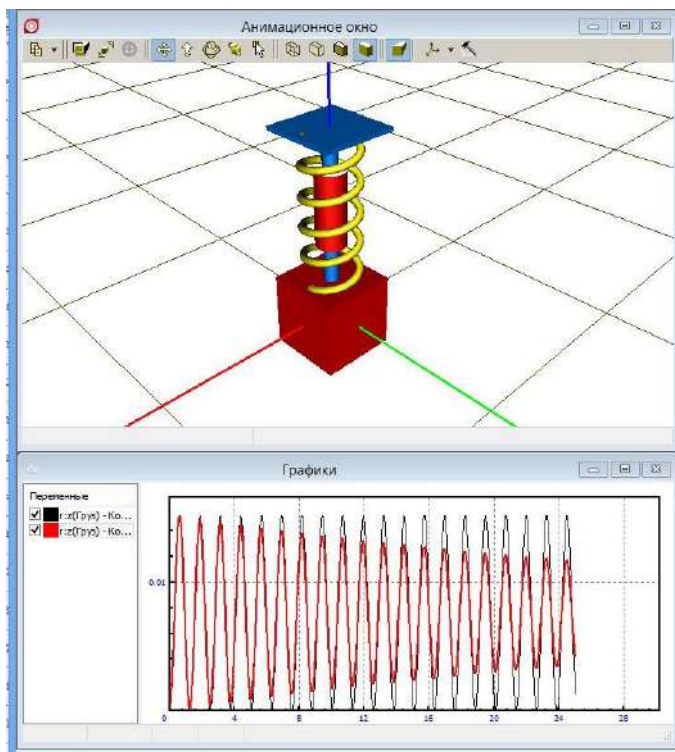 Анимационное окно
Графики
Переменные
r:z(Груз) - Ко...
r:z(Груз) - Ко...
0.01
0 4 8 12 16 20 24 28